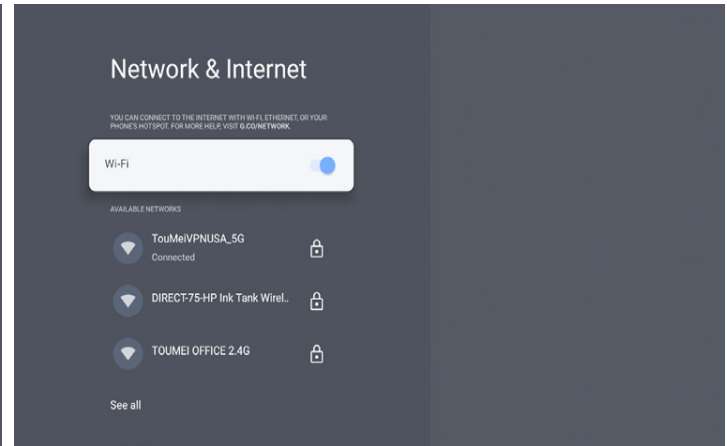 Network & Internet
YOU CAN CONNECT TO THE INTERNET WITH WI-FI, ETHERNET, OR YOUR
PHONE'S HOTSPOT. FOR MORE HELP, VISIT G.CO/NETWORK.
Wi-Fi
AVAILABLE NETWORKS
TouMeiVPNUSA_5G
Connected
DIRECT-75-HP Ink Tank Wirel..
TOUMEI OFFICE 2.4G
See all